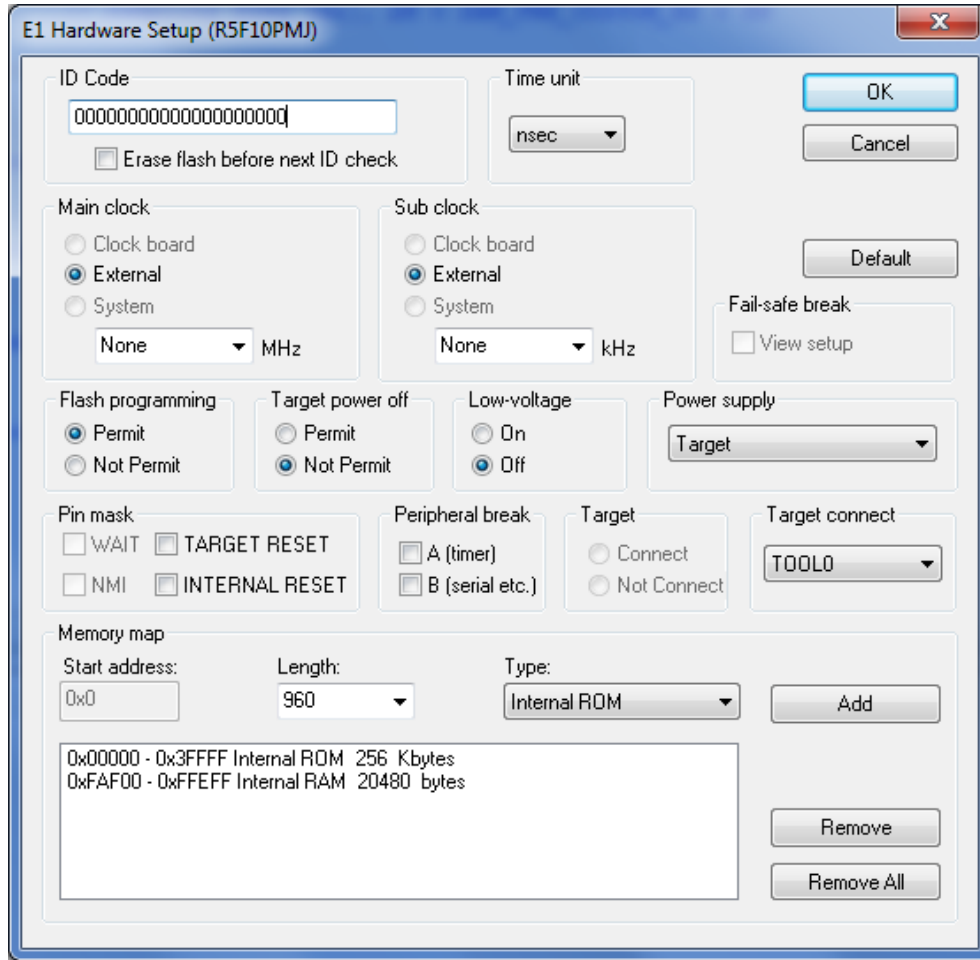 E1 Hardware Setup (R5F10PMJ)
ID Code
00000000000000000000
Erase flash before next ID check
Time unit
nsec
OK
Cancel
Main clock
Clock board
External
System
None MHz
Sub clock
Clock board
External
System
None kHz
Default
Fail-safe break
View setup
Flash programming
Permit
Not Permit
Target power off
Permit
Not Permit
Low-voltage
On
Off
Power supply
Target
Pin mask
WAIT TARGET RESET
NMI INTERNAL RESET
Peripheral break
A (timer)
B (serial etc.)
Target
Connect
Not Connect
Target connect
TOOL0
Memory map
Start address: Length: Type:
0x0 960 Internal ROM Add
0x00000 - 0x3FFFF Internal ROM 256 Kbytes
0xFAF00 - 0xFFEFF Internal RAM 20480 bytes
Remove
Remove All